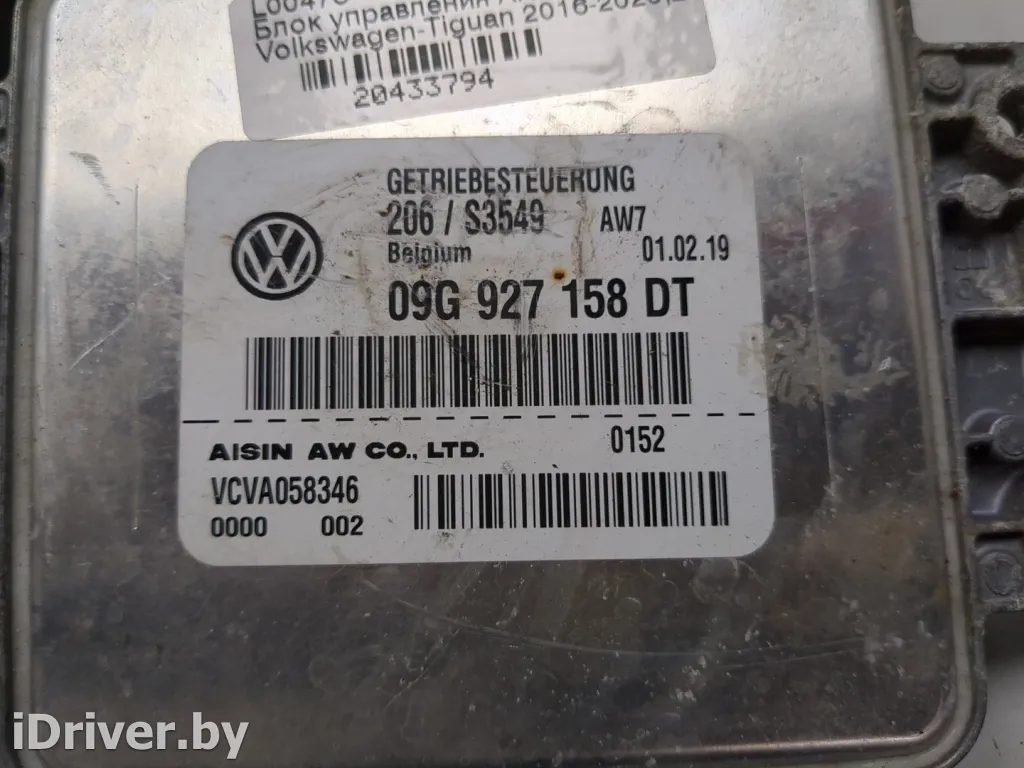 Блок управления
Volkswagen-Tiguan 2016-2020
20433794
GETRIEBESTEUERUNG
206 / S3549 AW7
Belgium 01.02.19
09G 927 158 DT
AISIN AW CO., LTD. 0152
VCVA058346
0000 002
iDriver.by